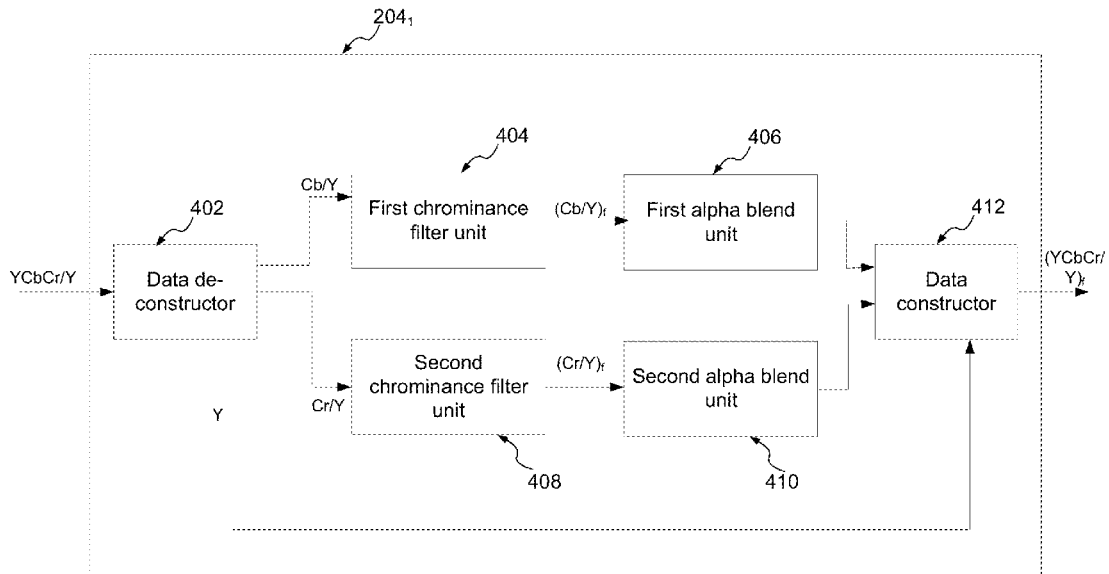 204₁
404
406
Cb/Y
402
First chrominance
filter unit
(Cb/Y)f
First alpha blend
unit
412
YCbCr/Y
Data de-
constructor
Data
constructor
(YCbCr/
Y)f
Y
Cr/Y
Second
chrominance filter
unit
(Cr/Y)f
Second alpha blend
unit
408
410